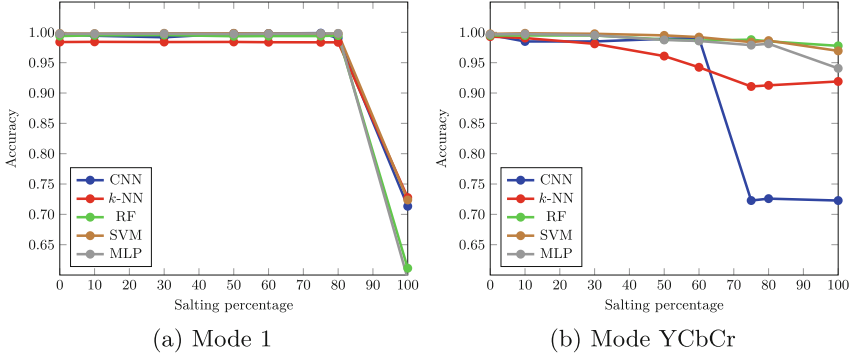 1.00
0.95
0.90
0.85
0.80
0.75
0.70
0.65
Accuracy
CNN
k-NN
RF
SVM
MLP
0 10 20 30 40 50 60 70 80 90 100
Salting percentage
(a) Mode 1
1.00
0.95
0.90
0.85
0.80
0.75
0.70
0.65
Accuracy
CNN
k-NN
RF
SVM
MLP
0 10 20 30 40 50 60 70 80 90 100
Salting percentage
(b) Mode YCbCr